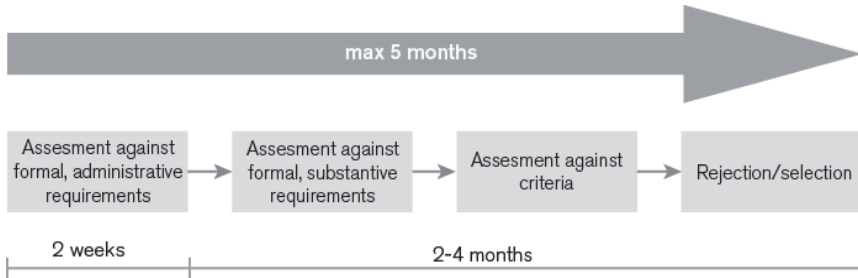 max 5 months
Assesment against
formal, administrative
requirements
Assesment against
formal, substantive
requirements
Assesment against
criteria
Rejection/selection
2 weeks
2-4 months